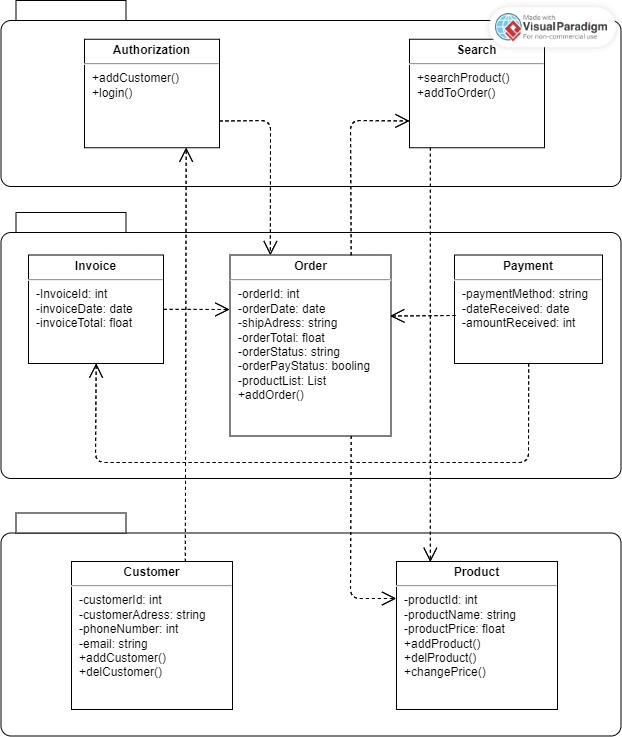 Made with
VisualParadigm
For non-commercial use
Authorization
+addCustomer()
+login()
Search
+searchProduct()
+addToOrder()
Invoice
-InvoiceId: int
-invoiceDate: date
-invoiceTotal: float
Order
-orderId: int
-orderDate: date
-shipAdress: string
-orderTotal: float
-orderStatus: string
-orderPayStatus: booling
-productList: List
+addOrder()
Payment
-paymentMethod: string
-dateReceived: date
-amountReceived: int
Customer
-customerId: int
-customerAdress: string
-phoneNumber: int
-email: string
+addCustomer()
+delCustomer()
Product
-productId: int
-productName: string
-productPrice: float
+addProduct()
+delProduct()
+changePrice()